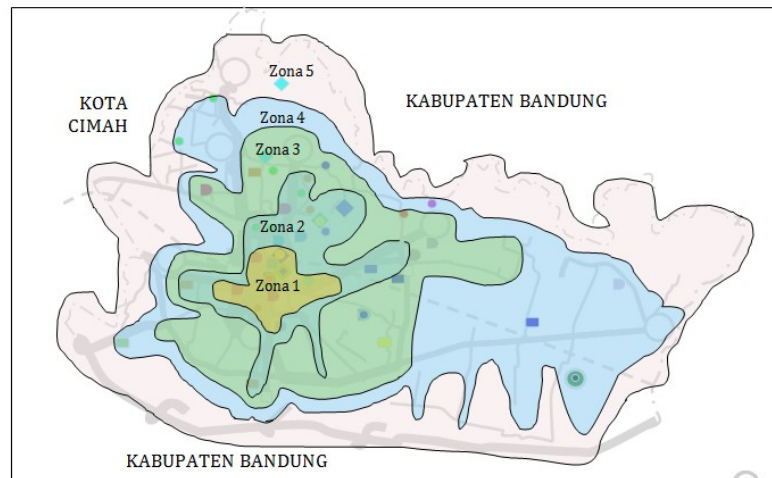 Zona 5
KOTA
CIMAH
KABUPATEN BANDUNG
Zona 4
Zona 3
Zona 2
Zona 1
KABUPATEN BANDUNG